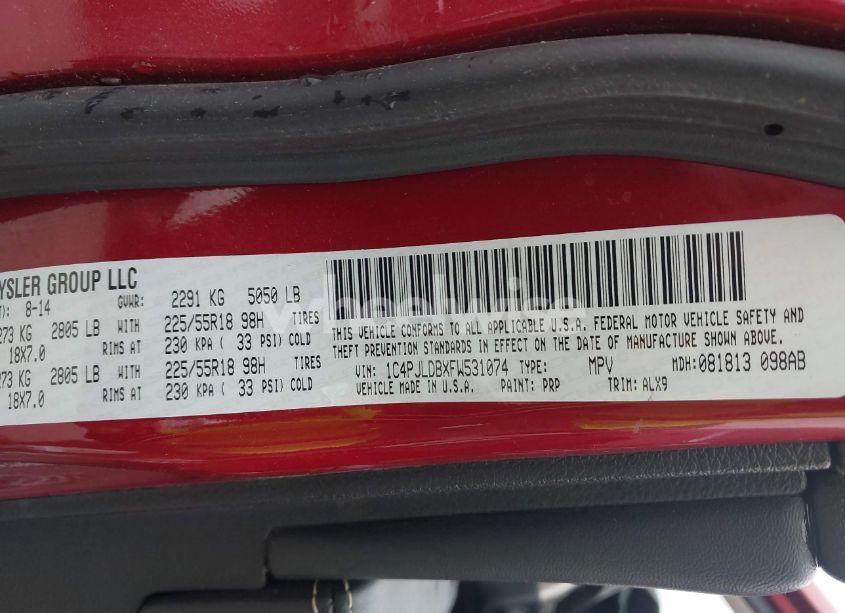 YSLER GROUP LLC
T): 8-14 GVWR: 2291 KG 5050 LB
273 KG 2805 LB WITH 225/55R18 98H TIRES
18X7.0 RIMS AT 230 KPA ( 33 PSI) COLD
273 KG 2805 LB WITH 225/55R18 98H TIRES
18X7.0 RIMS AT 230 KPA ( 33 PSI) COLD
THIS VEHICLE CONFORMS TO ALL APPLICABLE U.S.A. FEDERAL MOTOR VEHICLE SAFETY AND
THEFT PREVENTION STANDARDS IN EFFECT ON THE DATE OF MANUFACTURE SHOWN ABOVE.
VIN: 1C4PJLDBXFW531074 TYPE: MPV MDH:081813 098AB
VEHICLE MADE IN U.S.A. PAINT: PRP TRIM: ALX9